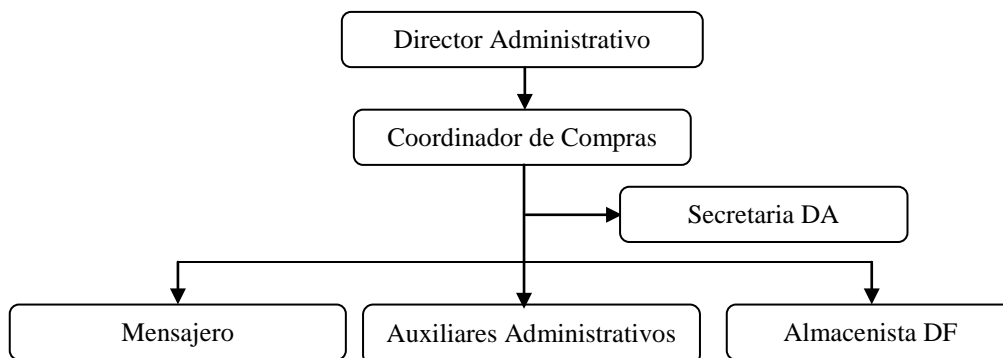 Director Administrativo
Coordinador de Compras
Secretaria DA
Mensajero
Auxiliares Administrativos
Almacenista DF